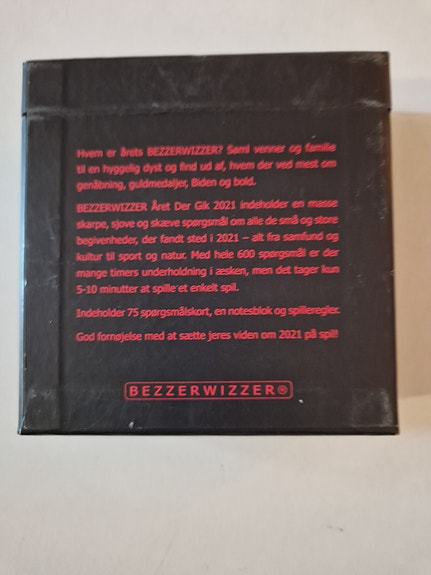 Hvem er årets BEZZERWIZZER? Saml venner og familie
til en hyggelig dyst og find ud af, hvem der ved mest om
genåbning, guldmedaljer, Biden og bold.
BEZZERWIZZER Året Der Gik 2021 indeholder en masse
skarpe, sjove og skæve spørgsmål om alle de små og store
begivenheder, der fandt sted i 2021 – alt fra samfund og
kultur til sport og natur. Med hele 600 spørgsmål er der
mange timers underholdning i æsken, men det tager kun
5-10 minutter at spille et enkelt spil.
Indeholder 75 spørgsmålskort, en notesblok og spilleregler.
God fornøjelse med at sætte jeres viden om 2021 på spil!
BEZZERWIZZER®